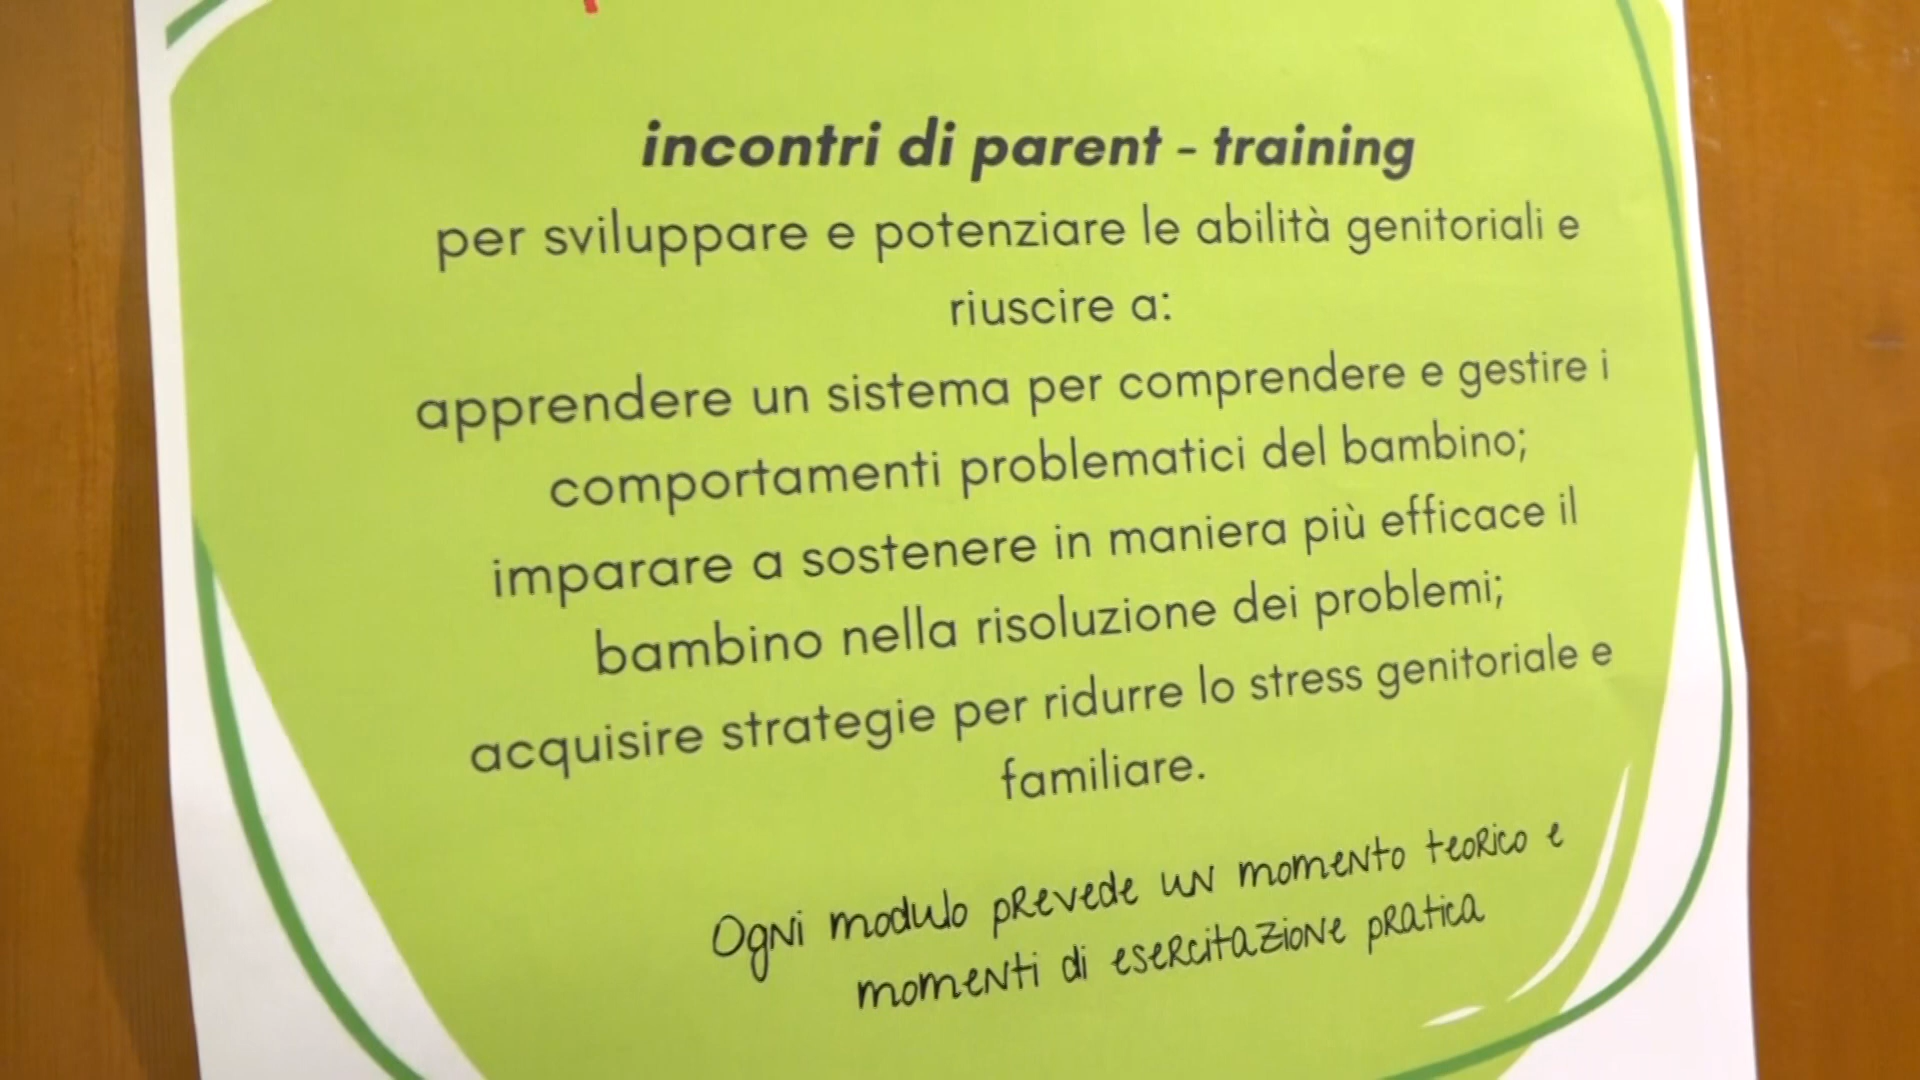 incontri di parent - training
per sviluppare e potenziare le abilità genitoriali e
riuscire a:
apprendere un sistema per comprendere e gestire i
comportamenti problematici del bambino;
imparare a sostenere in maniera più efficace il
bambino nella risoluzione dei problemi;
acquisire strategie per ridurre lo stress genitoriale e
familiare.
Ogni modulo prevede un momento teorico e
momenti di esercitazione pratica